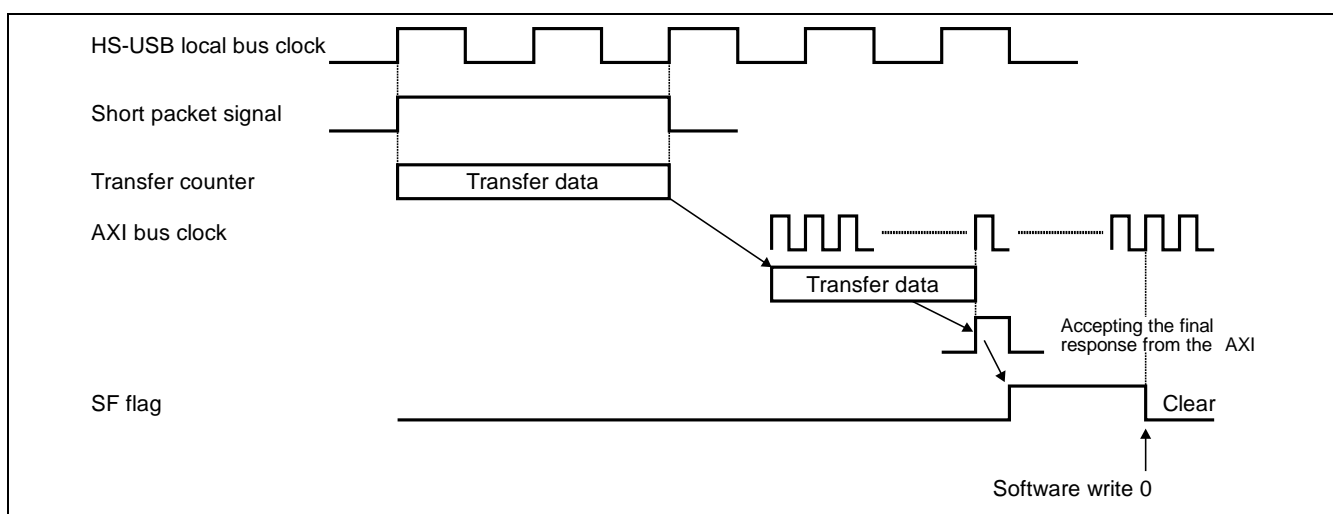 HS-USB local bus clock
Short packet signal
Transfer counter
Transfer data
AXI bus clock
Transfer data
Accepting the final
response from the AXI
SF flag
Clear
Software write 0